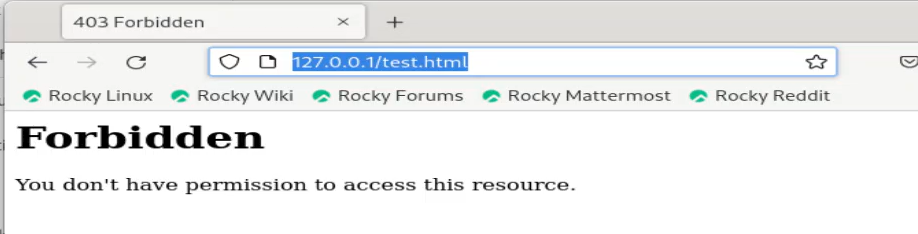 403 Forbidden
127.0.0.1/test.html
Rocky Linux Rocky Wiki Rocky Forums Rocky Mattermost Rocky Reddit
Forbidden
You don't have permission to access this resource.